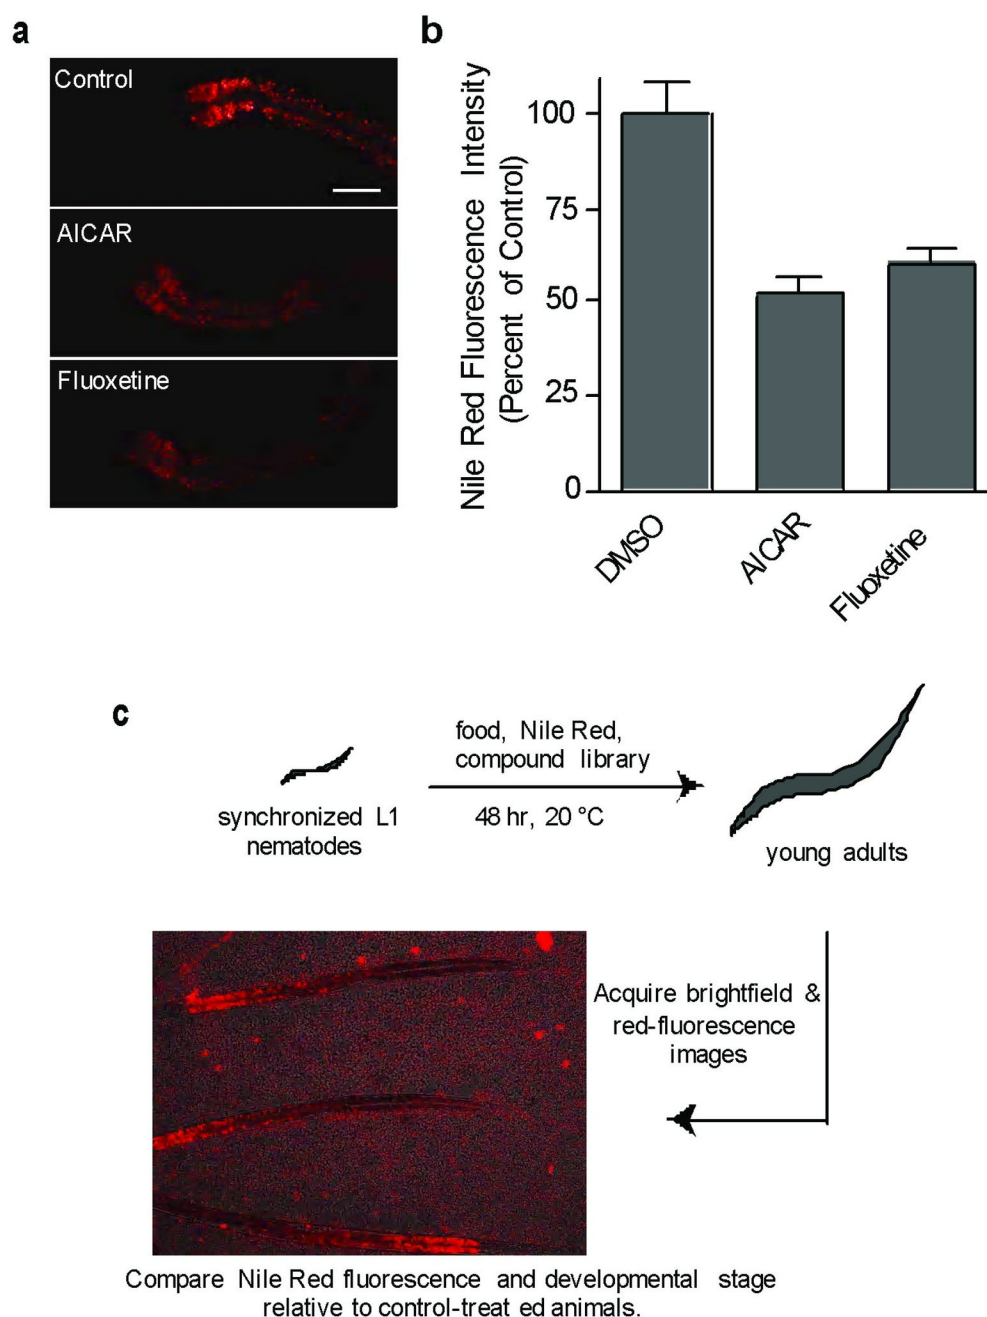 a
Control
AICAR
Fluoxetine
b
Nile Red Fluorescence Intensity
(Percent of Control)
100
75
50
25
0
DMSO
AICAR
Fluoxetine
c
synchronized L1
nematodes
food, Nile Red,
compound library
48 hr, 20 °C
young adults
Acquire brightfield &
red-fluorescence
images
Compare Nile Red fluorescence and developmental stage
relative to control-treat ed animals.